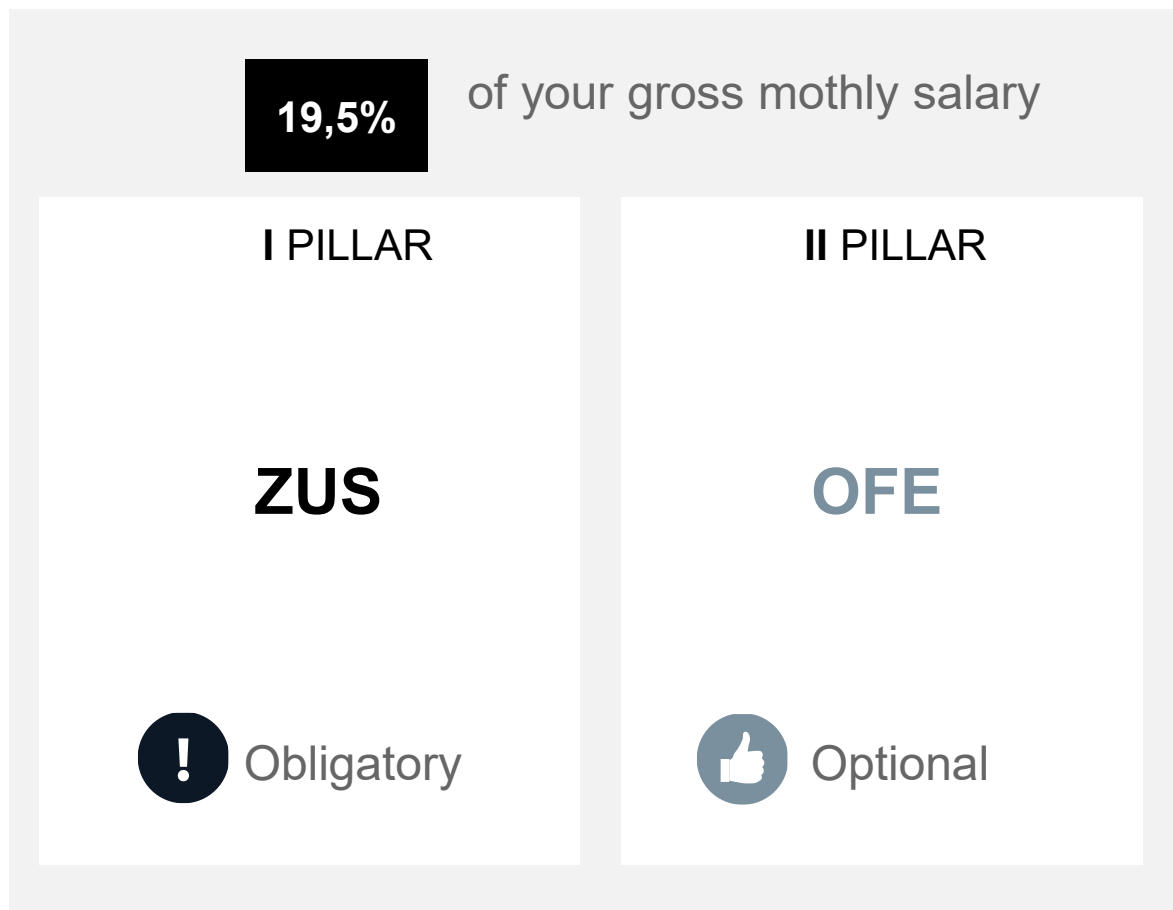 19,5% of your gross mothly salary
I PILLAR
II PILLAR
ZUS
OFE
! Obligatory
Optional